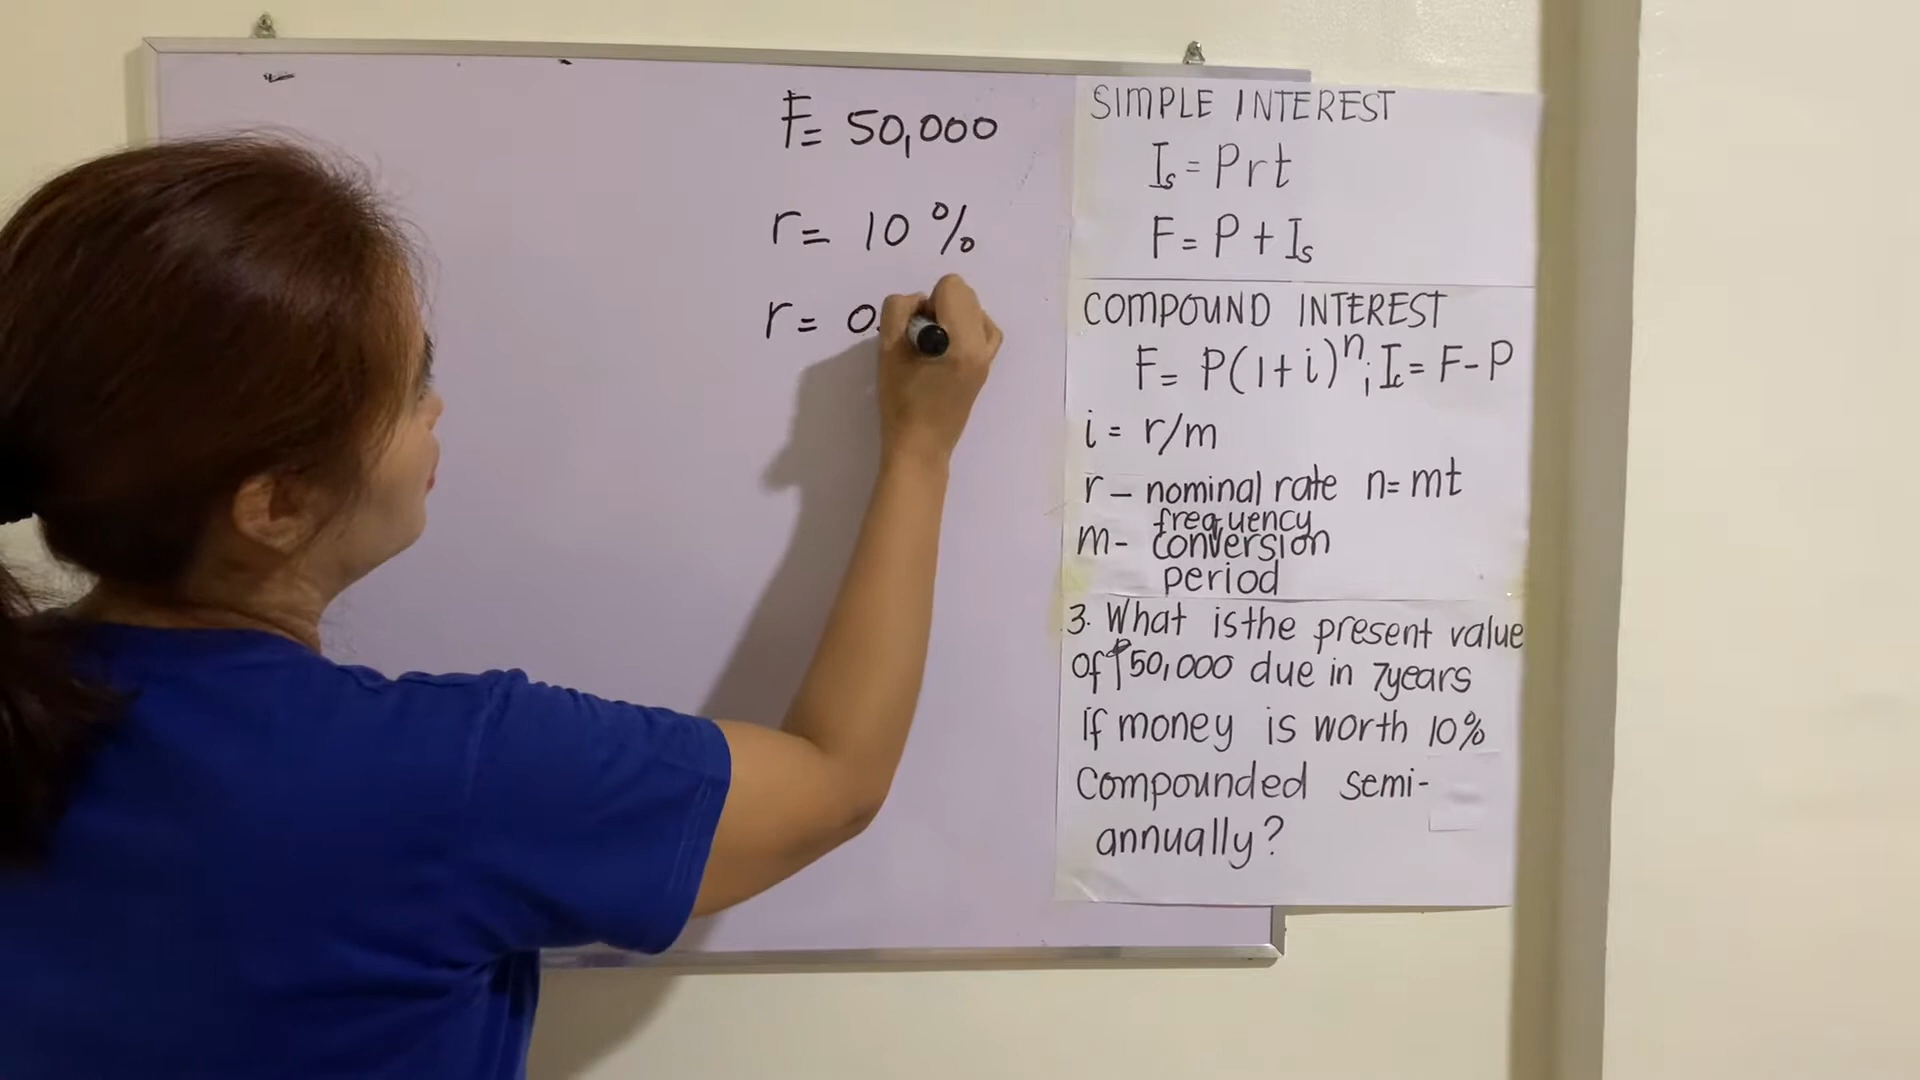 F= 50,000
r= 10 %
r= 0.
SIMPLE INTEREST
Is = Prt
F = P + Is
COMPOUND INTEREST
F= P(1+i)ⁿ; Ic = F-P
i = r/m
r – nominal rate n= mt
frequency
m- conversion
period
3. What is the present value
of ₱50,000 due in 7years
if money is worth 10%
compounded semi-
annually?